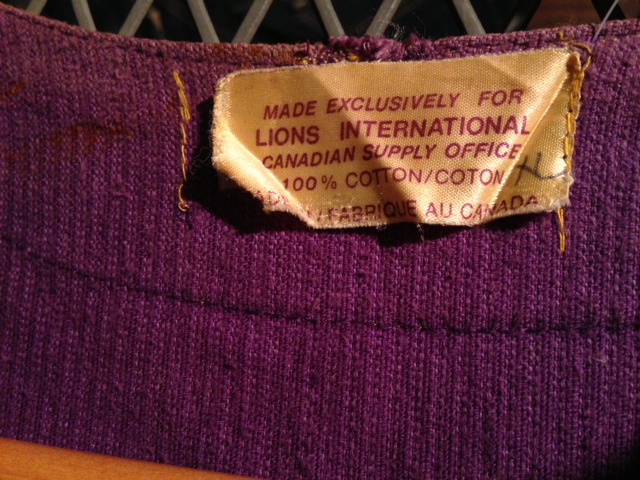 MADE EXCLUSIVELY FOR
LIONS INTERNATIONAL
CANADIAN SUPPLY OFFICE
100% COTTON/COTON
FABRIQUE AU CANADA